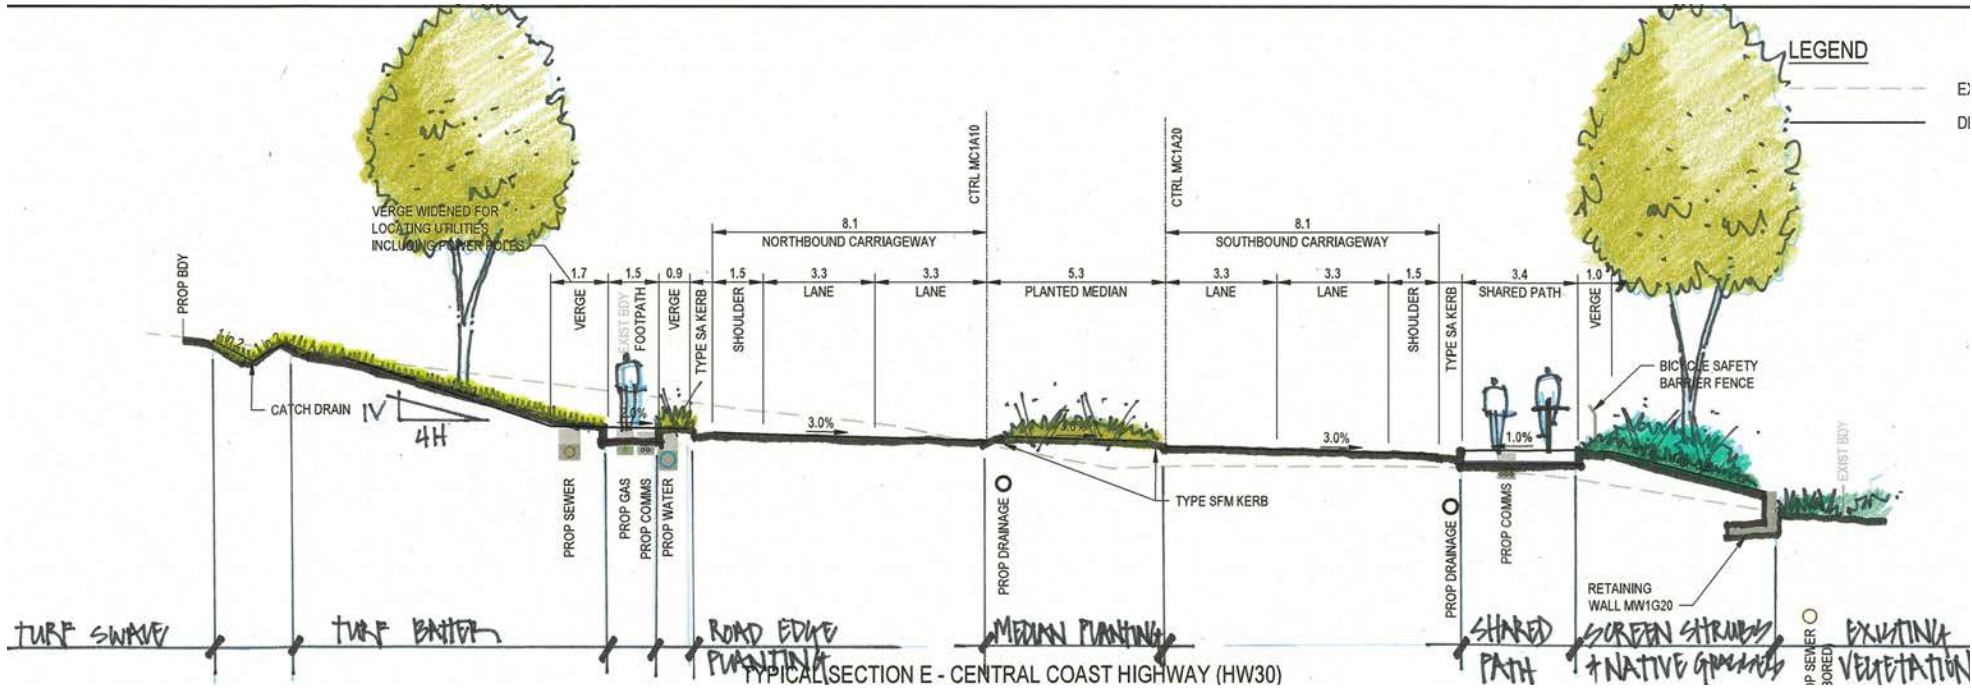 LEGEND
VERGE WIDENED FOR
LOCATING UTILITIES
INCLUDING POWER POLES
PROP BDY
CTRL MC1A10
CTRL MC1A20
8.1
NORTHBOUND CARRIAGEWAY
8.1
SOUTHBOUND CARRIAGEWAY
1.7
VERGE
1.5
FOOTPATH
EXIST BDY
0.9
VERGE
TYPE SA KERB
1.5
SHOULDER
3.3
LANE
3.3
LANE
5.3
PLANTED MEDIAN
3.3
LANE
3.3
LANE
1.5
SHOULDER
TYPE SA KERB
3.4
SHARED PATH
1.0
VERGE
1 in 2
CATCH DRAIN
1V
4H
2.0%
3.0%
3.0%
1.0%
BICYCLE SAFETY
BARRIER FENCE
EXIST BDY
PROP SEWER
PROP GAS
PROP COMMS
PROP WATER
PROP DRAINAGE
TYPE SFM KERB
PROP DRAINAGE
PROP COMMS
RETAINING
WALL MW1G20
TURF SWALE
TURF BATTER
ROAD EDGE
PLANTING
MEDIAN PLANTING
SHARED
PATH
SCREEN SHRUBS
+ NATIVE GRASSES
EXISTING
VEGETATION
TYPICAL SECTION E - CENTRAL COAST HIGHWAY (HW30)